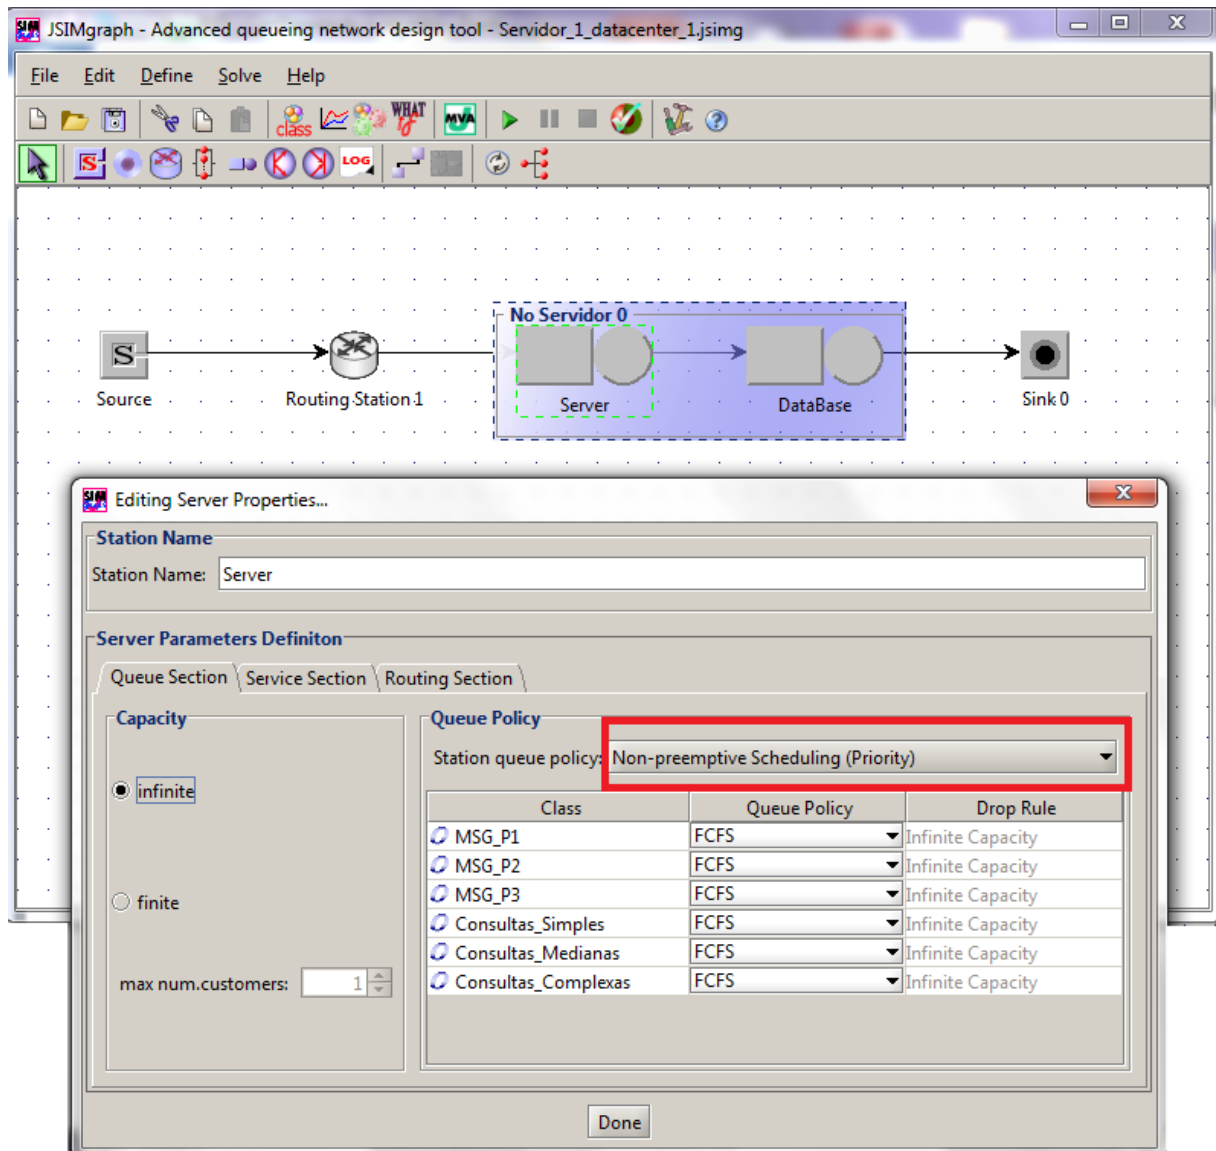 JSIMgraph - Advanced queueing network design tool - Servidor_1_datacenter_1.jsimg
File Edit Define Solve Help
class WHAT IF MVA
S LOG
No Servidor 0
S
Source Routing Station 1 Server DataBase Sink 0
Editing Server Properties...
Station Name
Station Name: Server
Server Parameters Definiton
Queue Section Service Section Routing Section
Capacity Queue Policy
Station queue policy: Non-preemptive Scheduling (Priority)
infinite
Class Queue Policy Drop Rule
MSG_P1 FCFS Infinite Capacity
MSG_P2 FCFS Infinite Capacity
MSG_P3 FCFS Infinite Capacity
finite
Consultas_Simples FCFS Infinite Capacity
Consultas_Medianas FCFS Infinite Capacity
Consultas_Complexas FCFS Infinite Capacity
max num.customers: 1
Done